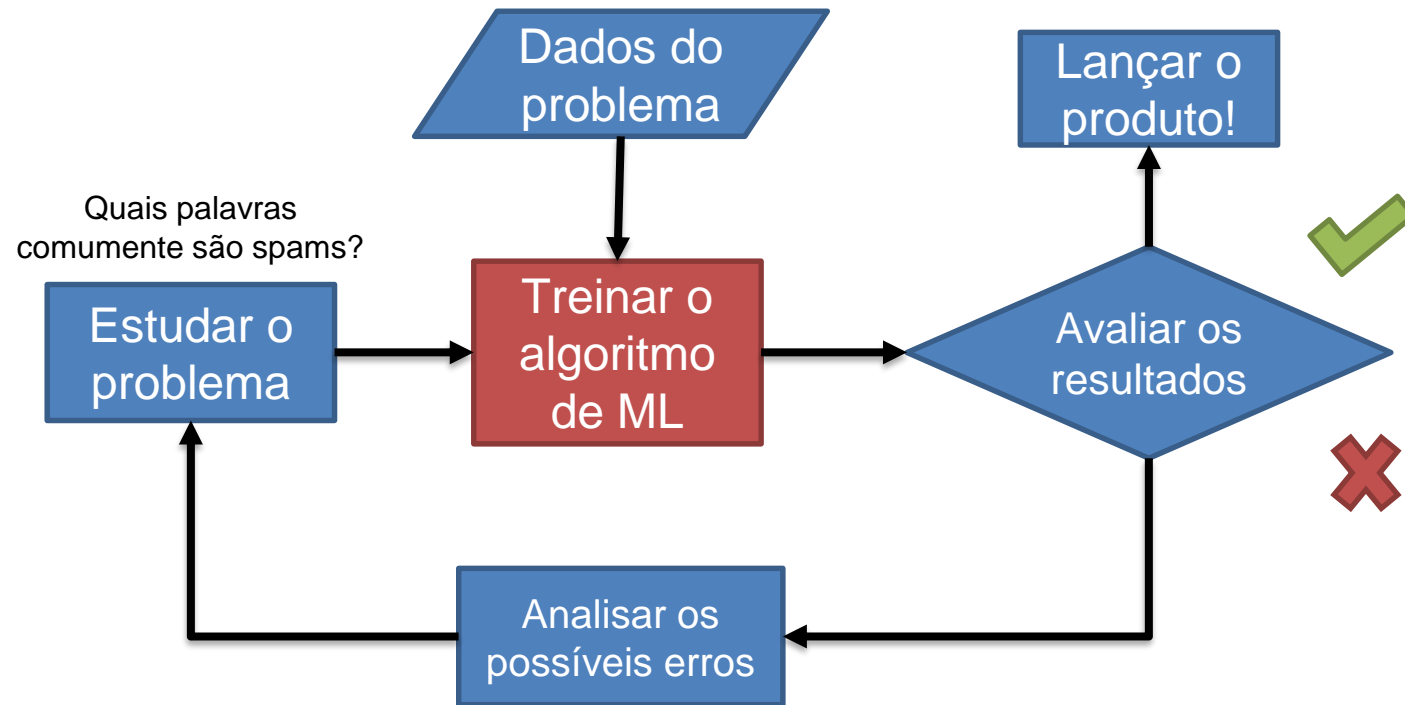 Dados do
problema
Lançar o
produto!
Quais palavras
comumente são spams?
Estudar o
problema
Treinar o
algoritmo
de ML
Avaliar os
resultados
Analisar os
possíveis erros